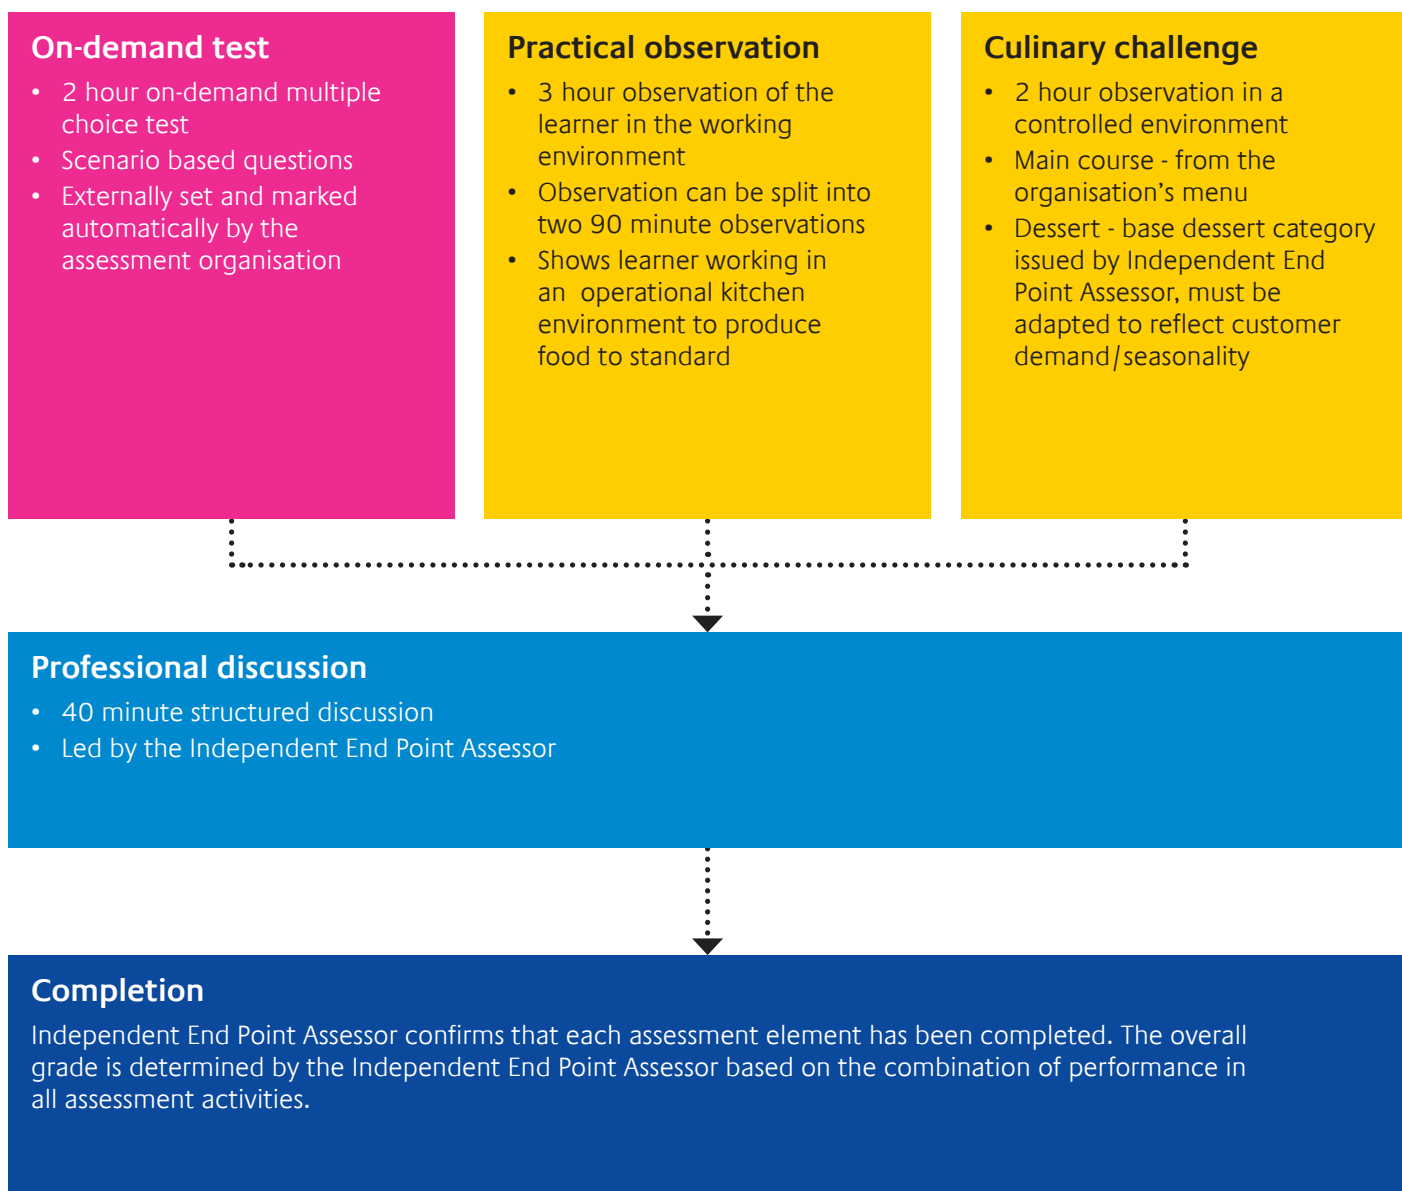 On-demand test
• 2 hour on-demand multiple
choice test
• Scenario based questions
• Externally set and marked
automatically by the
assessment organisation
Practical observation
• 3 hour observation of the
learner in the working
environment
• Observation can be split into
two 90 minute observations
• Shows learner working in
an operational kitchen
environment to produce
food to standard
Culinary challenge
• 2 hour observation in a
controlled environment
• Main course - from the
organisation’s menu
• Dessert - base dessert category
issued by Independent End
Point Assessor, must be
adapted to reflect customer
demand/seasonality
Professional discussion
• 40 minute structured discussion
• Led by the Independent End Point Assessor
Completion
Independent End Point Assessor confirms that each assessment element has been completed. The overall
grade is determined by the Independent End Point Assessor based on the combination of performance in
all assessment activities.